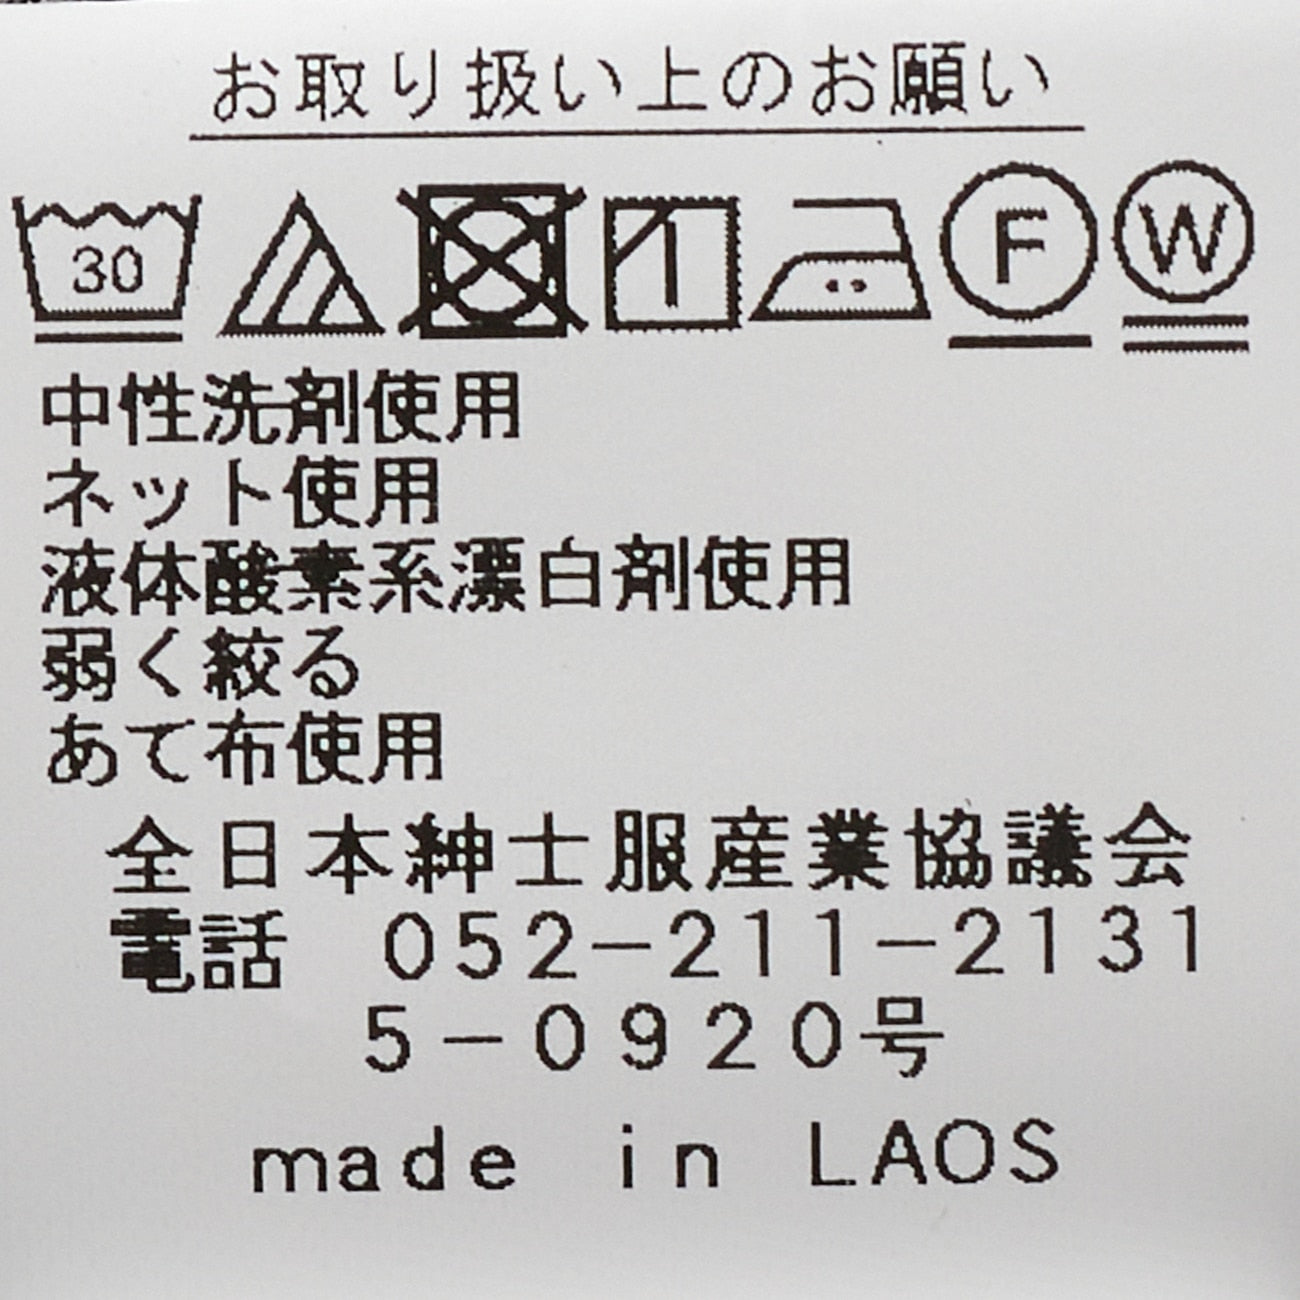 お取り扱い上のお願い
30 F W
中性洗剤使用
ネット使用
液体酸素系漂白剤使用
弱く絞る
あて布使用
全日本紳士服産業協議会
電話 052-211-2131
5-0920号
made in LAOS